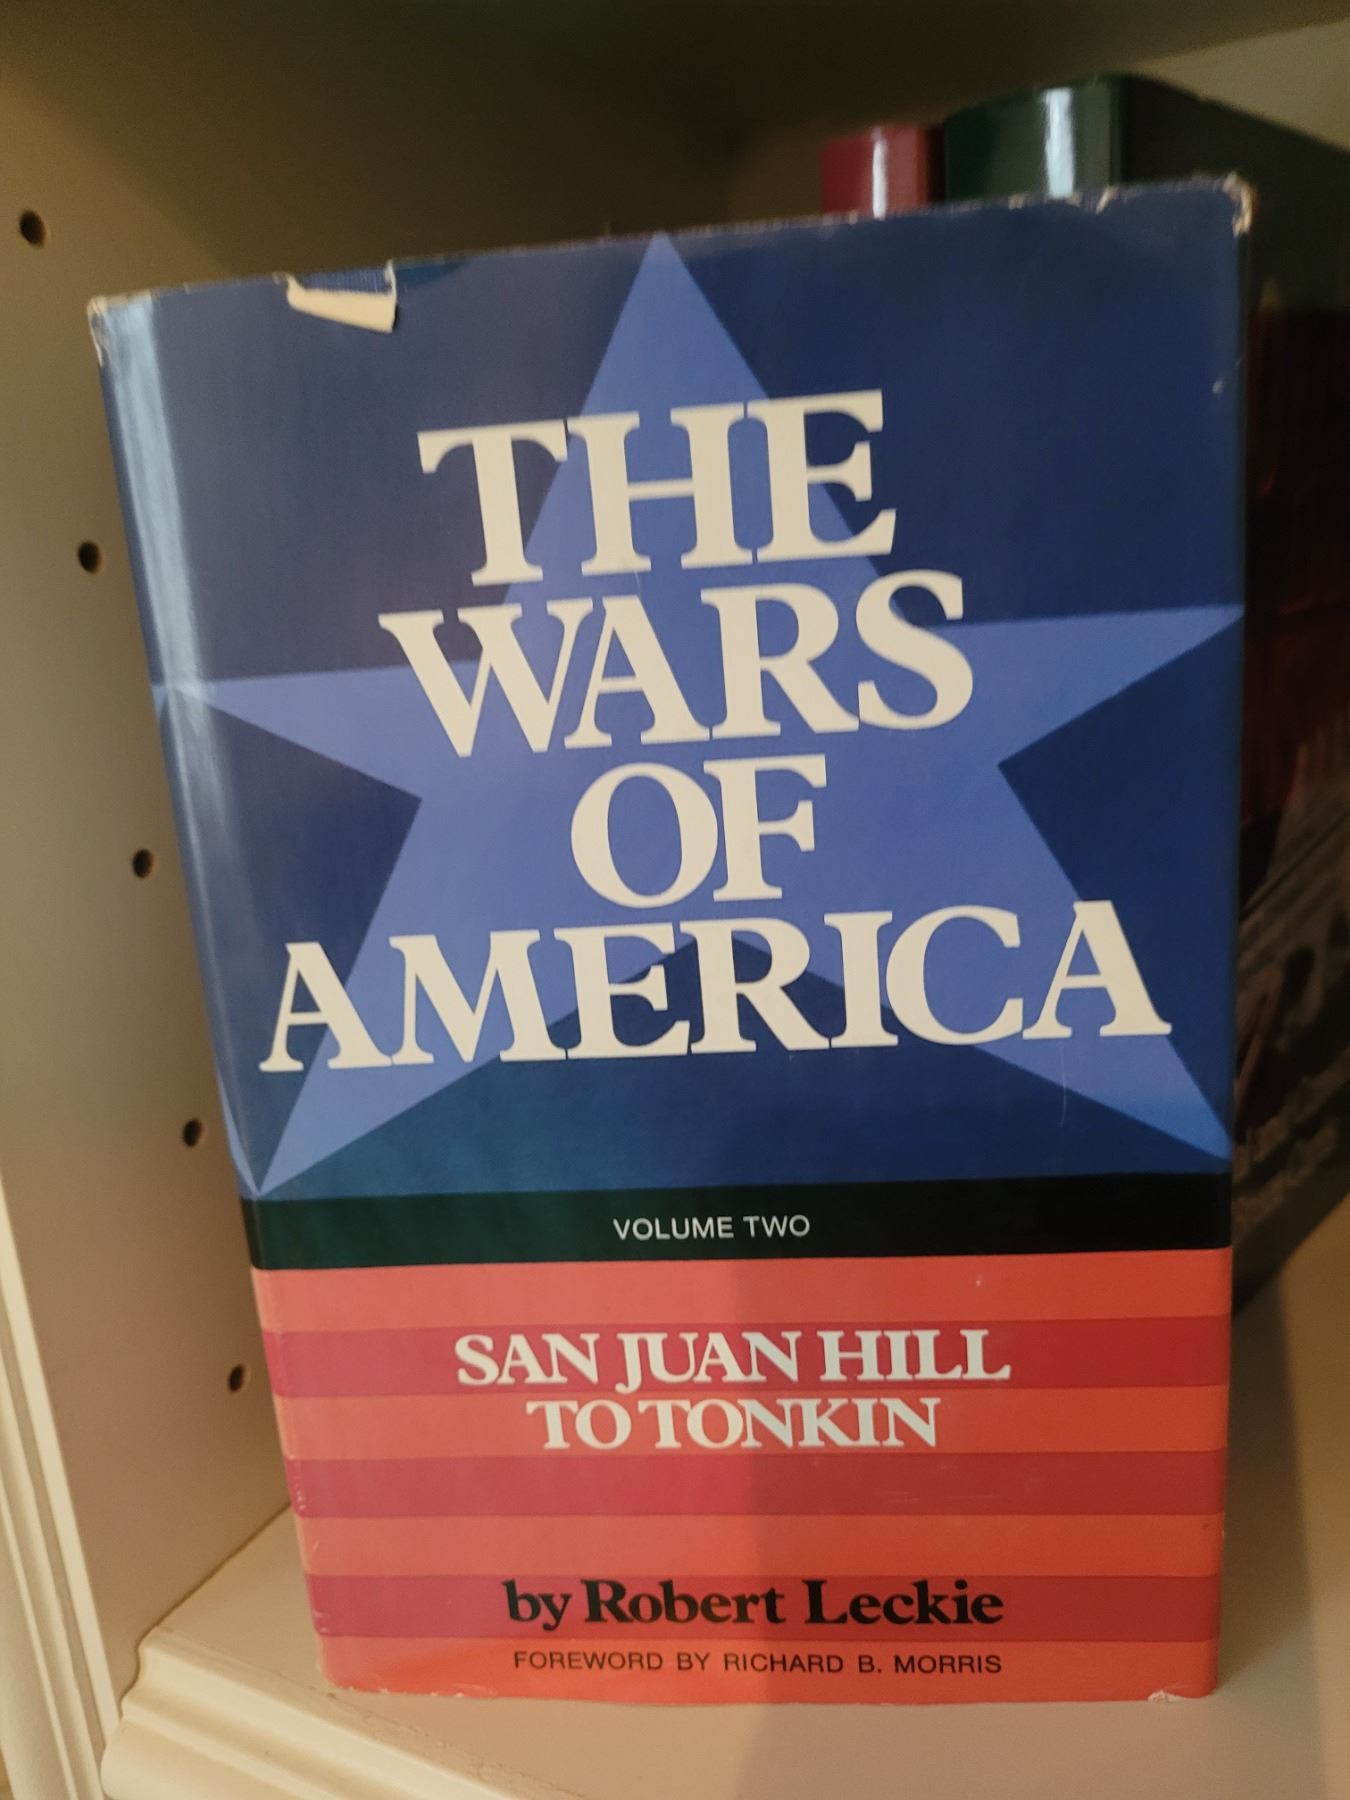 THE
WARS
OF
AMERICA
VOLUME TWO
SAN JUAN HILL
TO TONKIN
by Robert Leckie
FOREWORD BY RICHARD B. MORRIS